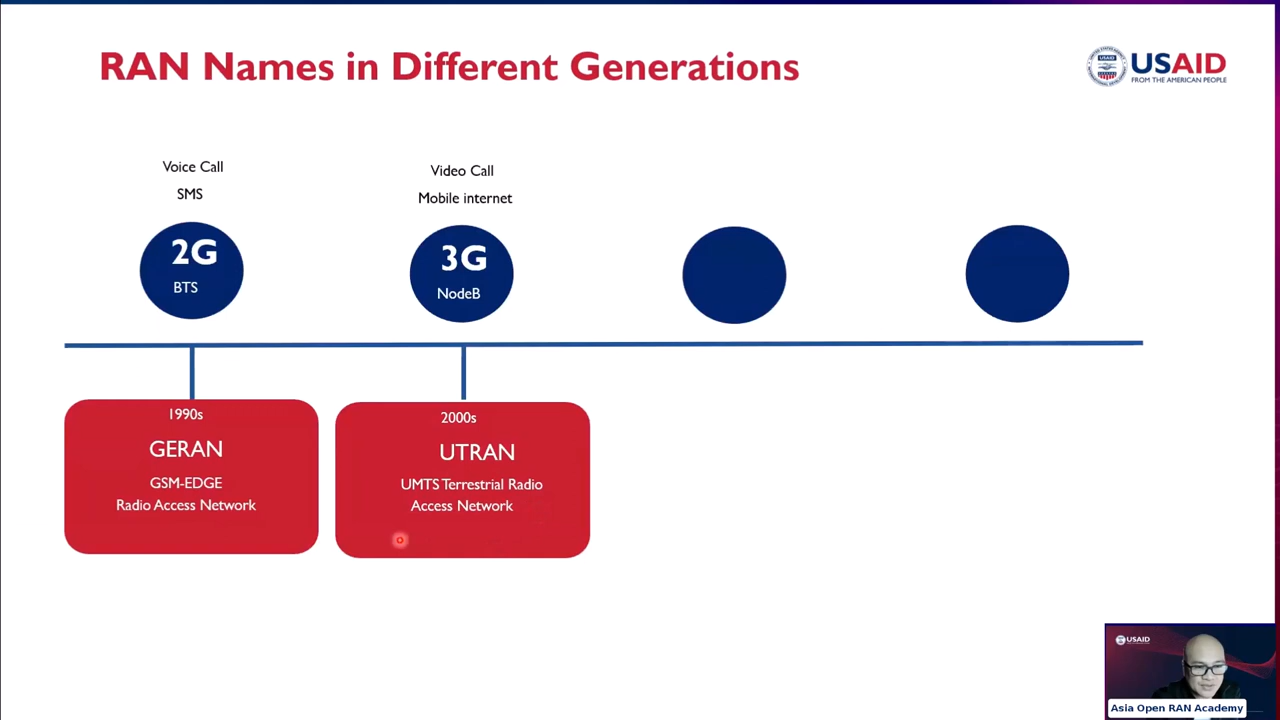 RAN Names in Different Generations
USAID
FROM THE AMERICAN PEOPLE
Voice Call
SMS
Video Call
Mobile internet
2G
BTS
3G
NodeB
1990s
GERAN
GSM-EDGE
Radio Access Network
2000s
UTRAN
UMTS Terrestrial Radio
Access Network
USAID
Asia Open RAN Academy